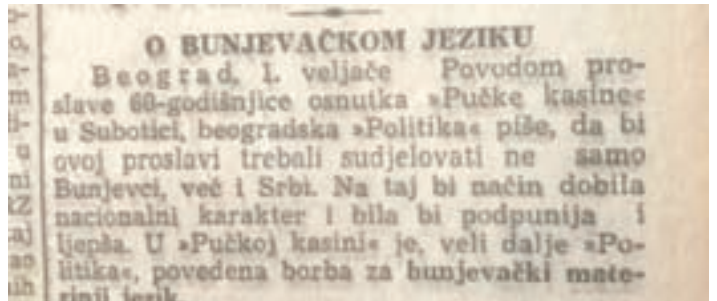 O BUNJEVAČKOM JEZIKU
Beograd, 1. veljače Povodom pro-
slave 60-godišnjice osnutka »Pučke kasine«
u Subotici, beogradska »Politika« piše, da bi
ovoj proslavi trebali sudjelovati ne samo
Bunjevci, već i Srbi. Na taj bi način dobila
nacionalni karakter i bila bi podpunija i
ljepša. U »Pučkoj kasini« je, veli dalje »Po-
litika«, povedena borba za bunjevački mate-
rinji jezik